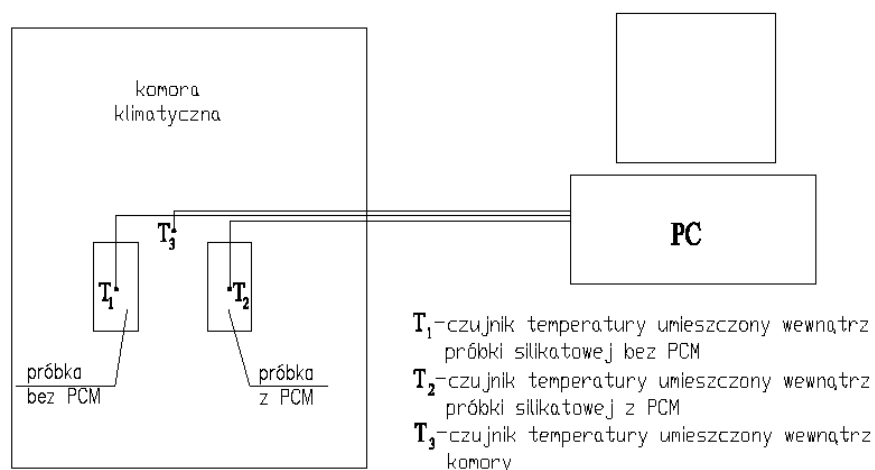 komora
klimatyczna
T3
T1
T2
PC
próbka
bez PCM
próbka
z PCM
T1-czujnik temperatury umieszczony wewnątrz
próbki silikatowej bez PCM
T2-czujnik temperatury umieszczony wewnątrz
próbki silikatowej z PCM
T3-czujnik temperatury umieszczony wewnątrz
komory